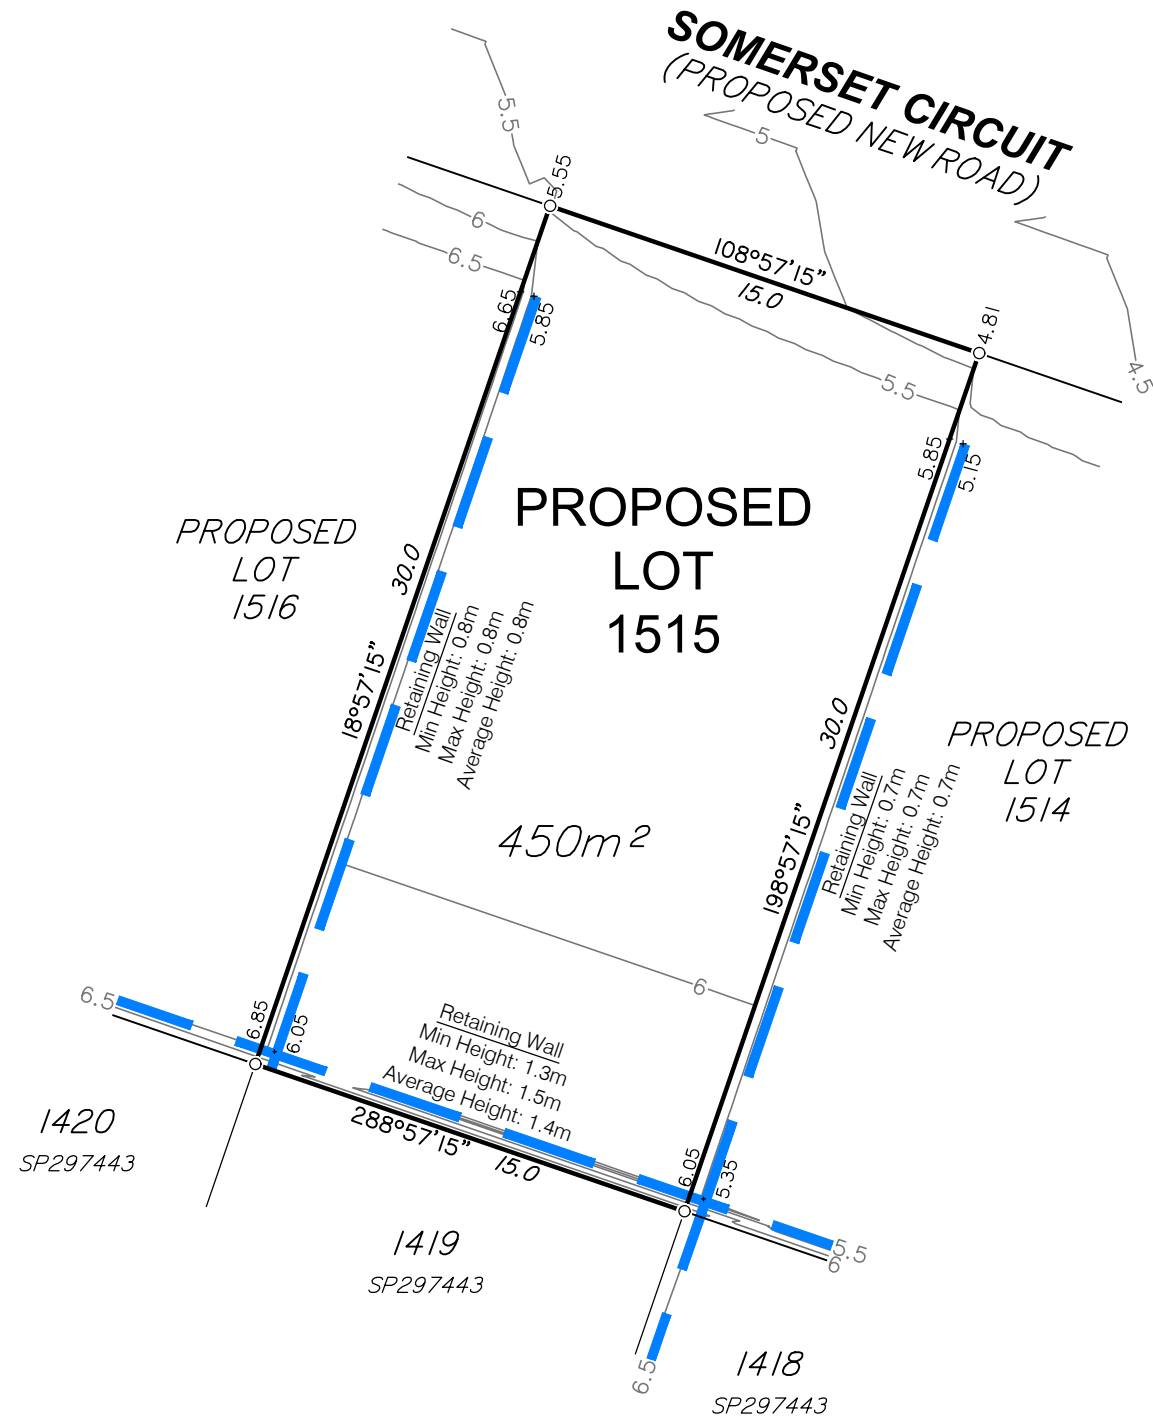 SOMERSET CIRCUIT
(PROPOSED NEW ROAD)
5.5
5
5.55
6
6.5
108°57'15"
15.0
4.81
4.5
6.65
5.85
5.5
5.85
5.15
PROPOSED
LOT
1516
PROPOSED
LOT
1515
30.0
18°57'15"
Retaining Wall
Min Height: 0.8m
Max Height: 0.8m
Average Height: 0.8m
30.0
198°57'15"
PROPOSED
LOT
1514
Retaining Wall
Min Height: 0.7m
Max Height: 0.7m
Average Height: 0.7m
450m²
6
6.5
6.85
6.05
Retaining Wall
Min Height: 1.3m
Max Height: 1.5m
Average Height: 1.4m
288°57'15"
15.0
6.05
5.35
1420
SP297443
1419
SP297443
5.5
6
6.5
1418
SP297443